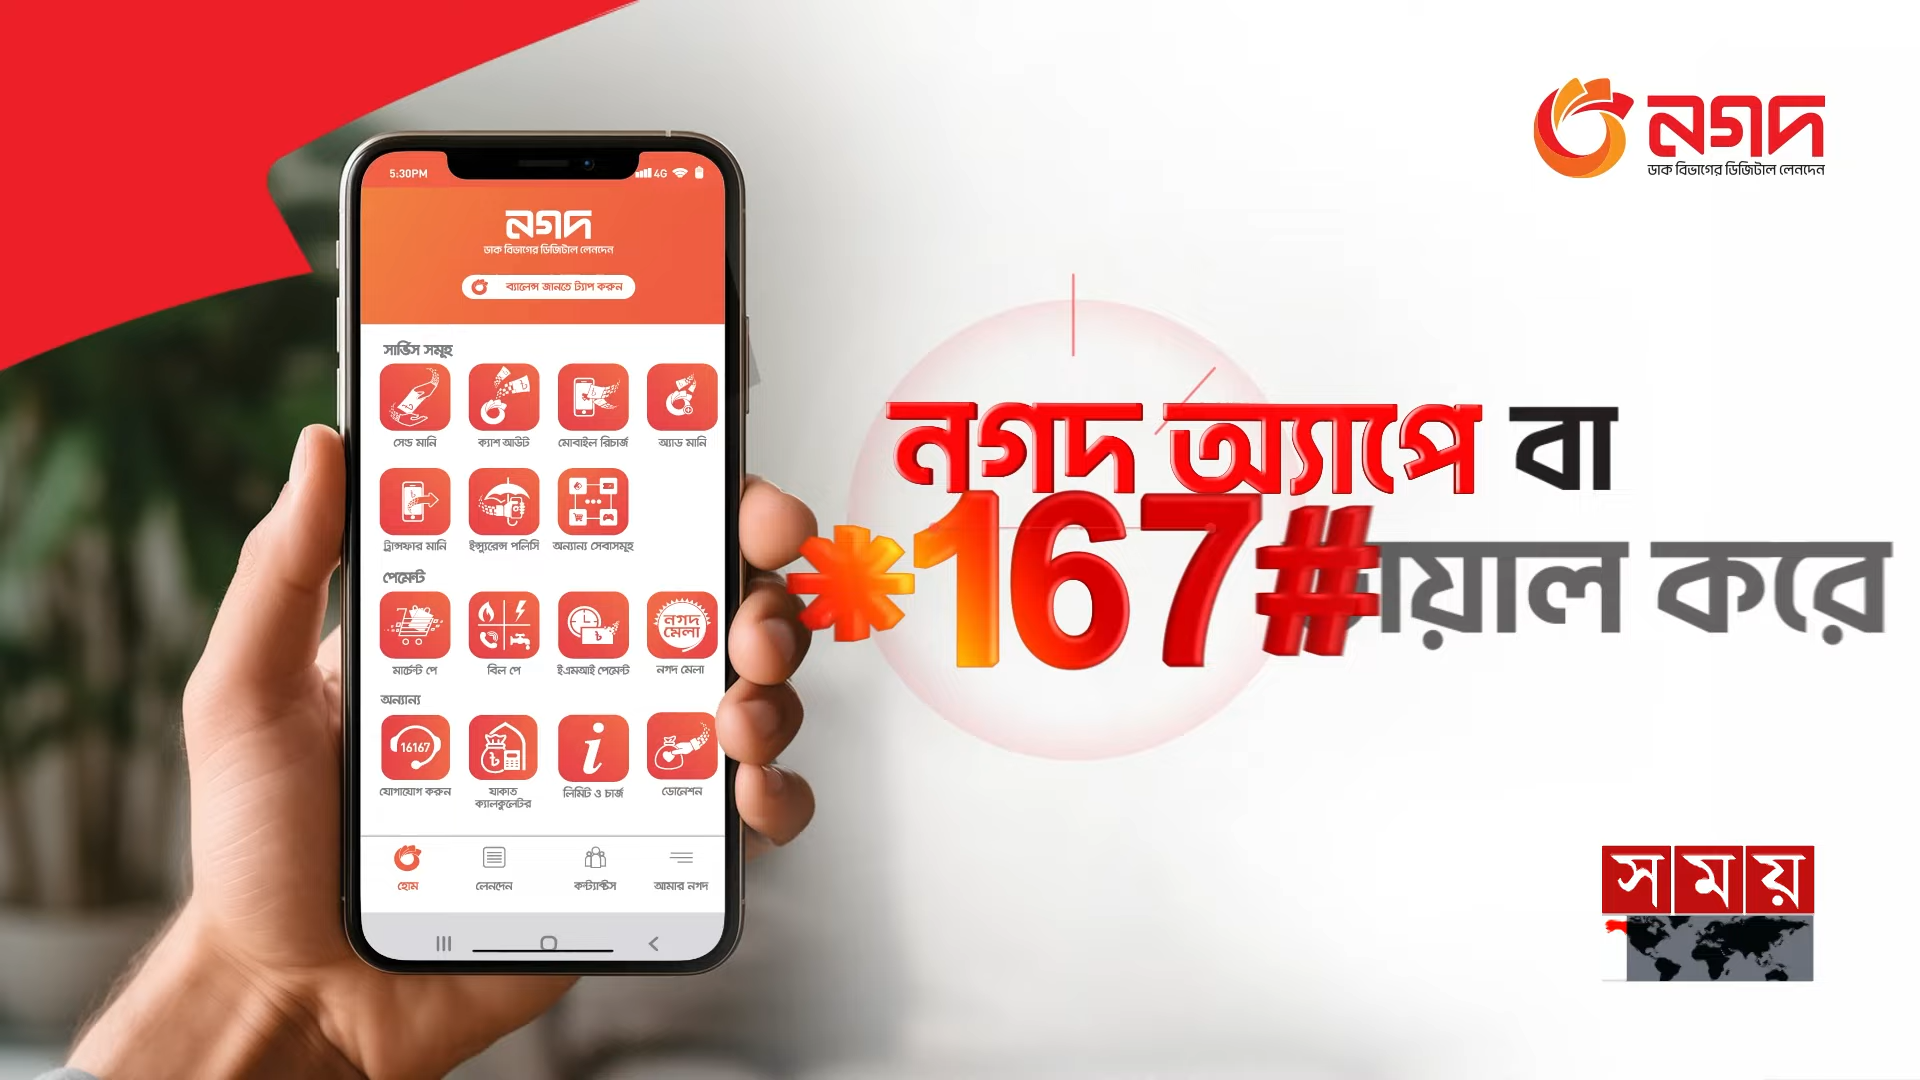 নগদ
ডাক বিভাগের ডিজিটাল লেনদেন
5:30PM
4G
নগদ
ডাক বিভাগের ডিজিটাল লেনদেন
ব্যালেন্স জানতে ট্যাপ করুন
সার্ভিস সমূহ
সেন্ড মানি ক্যাশ আউট মোবাইল রিচার্জ অ্যাড মানি
ট্রান্সফার মানি ইন্স্যুরেন্স পলিসি অন্যান্য সেবাসমূহ
পেমেন্ট
নগদ মেলা
মার্চেন্ট পে বিল পে ইএমআই পেমেন্ট নগদ মেলা
অন্যান্য
16167
যোগাযোগ করুন যাকাত ক্যালকুলেটর লিমিট ও চার্জ ডোনেশন
হোম লেনদেন কন্ট্যাক্টস আমার নগদ
নগদ অ্যাপে বা
*167# য়াল করে
সময়